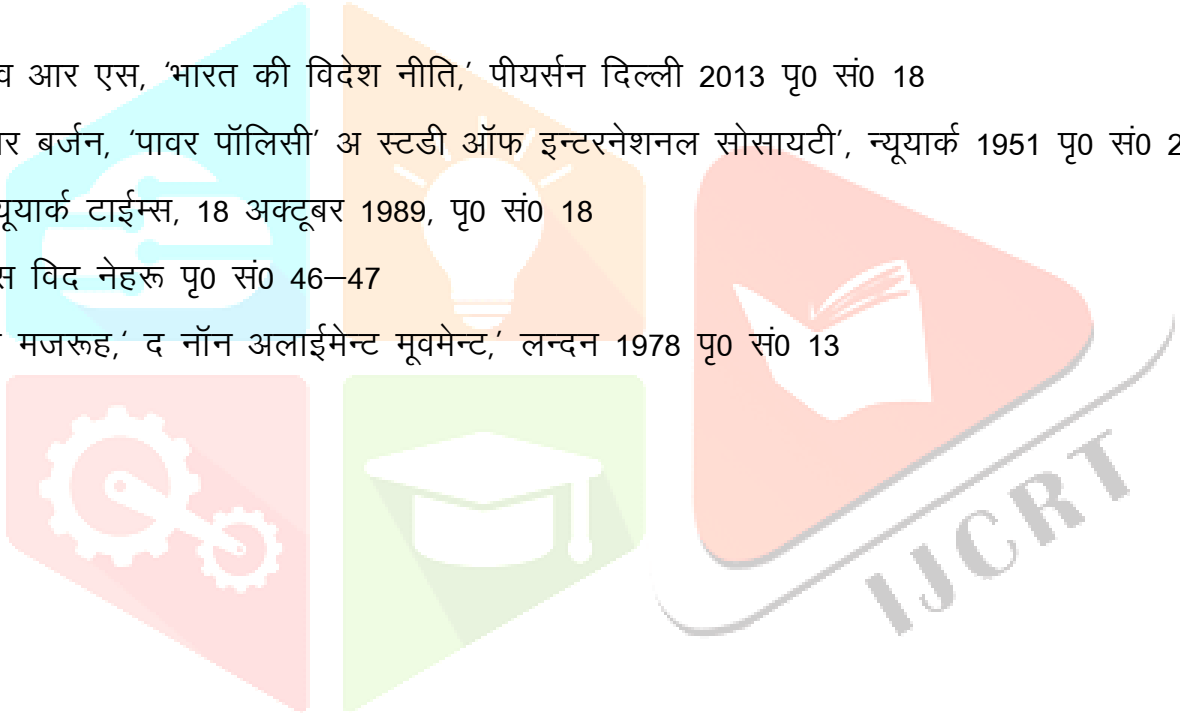 व आर एस, ‘भारत की विदेश नीति,’ पीयर्सन दिल्ली 2013 पृ0 सं0 18
र बर्जन, ‘पावर पॉलिसी’ अ स्टडी ऑफ इन्टरनेशनल सोसायटी’, न्यूयार्क 1951 पृ0 सं0 2
यूयार्क टाईम्स, 18 अक्टूबर 1989, पृ0 सं0 18
स विद नेहरू पृ0 सं0 46–47
मजरूह,‘ द नॉन अलाईमेन्ट मूवमेन्ट,’ लन्दन 1978 पृ0 सं0 13
IJCRT